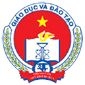 GIÁO DỤC VÀ ĐÀO TẠO